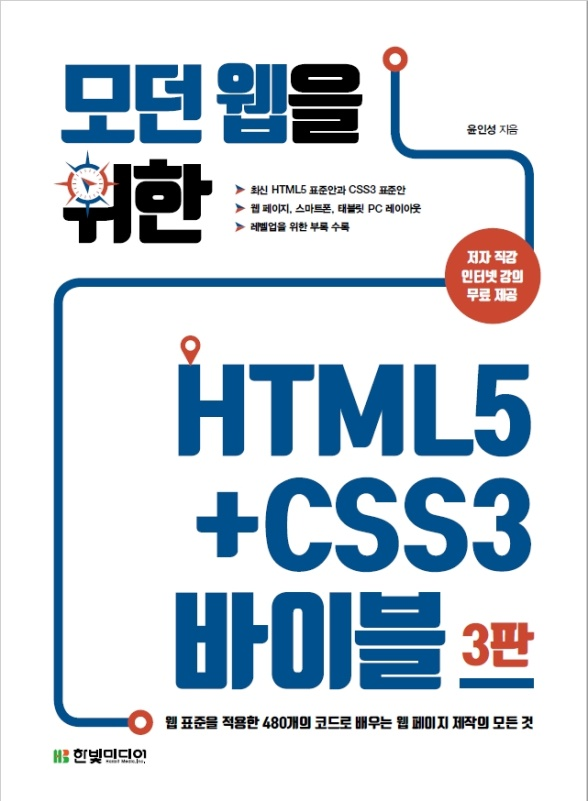 모던 웹을
위한
윤인성 지음
최신 HTML5 표준안과 CSS3 표준안
웹 페이지, 스마트폰, 태블릿 PC 레이아웃
레벨업을 위한 부록 수록
저자 직강
인터넷 강의
무료 제공
HTML5
+CSS3
바이블 3판
웹 표준을 적용한 480개의 코드로 배우는 웹 페이지 제작의 모든 것
HB 한빛미디어
Hanbit Media, Inc.